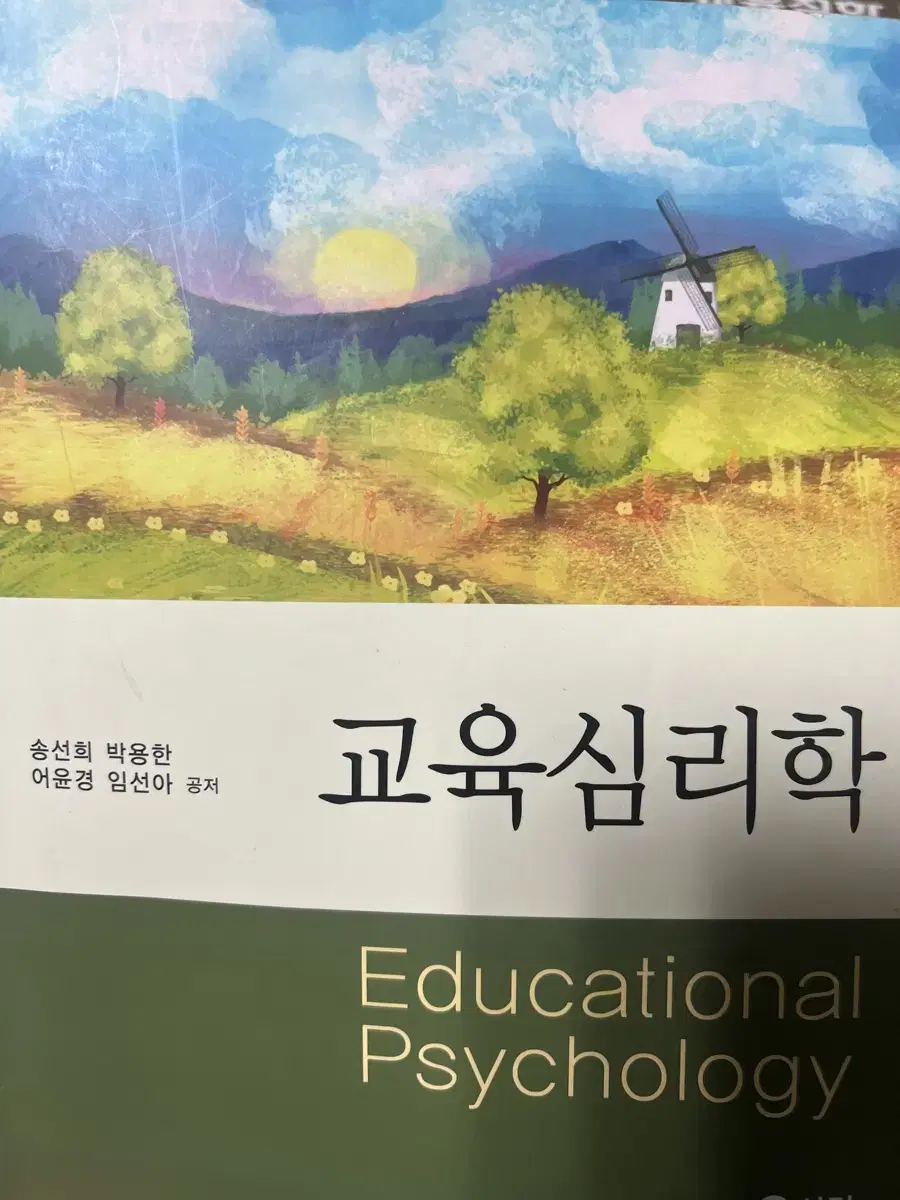 송선희 박용한
어윤경 임선아 공저
교육심리학
Educational
Psychology